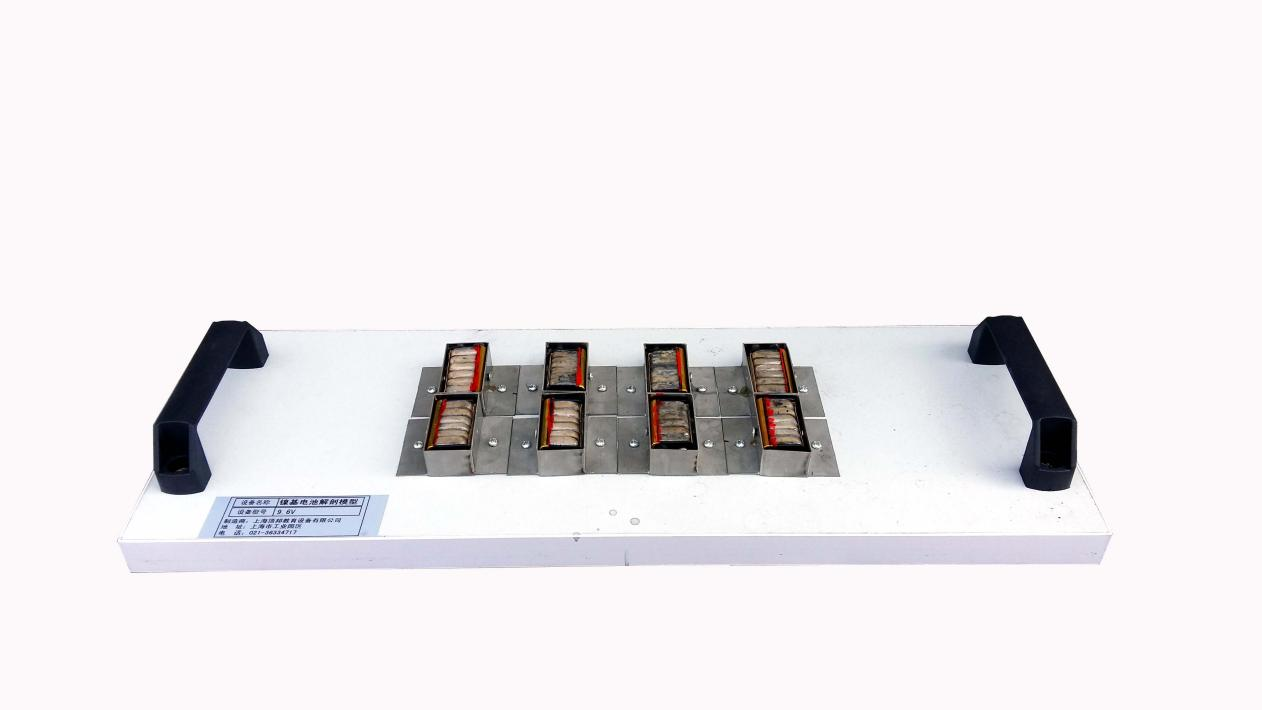 设备名称 镍基电池解剖模型
设备型号 9.6V
制造商：上海顶邦教育设备有限公司
地 址：上海市工业园区
电 话：021-36334717